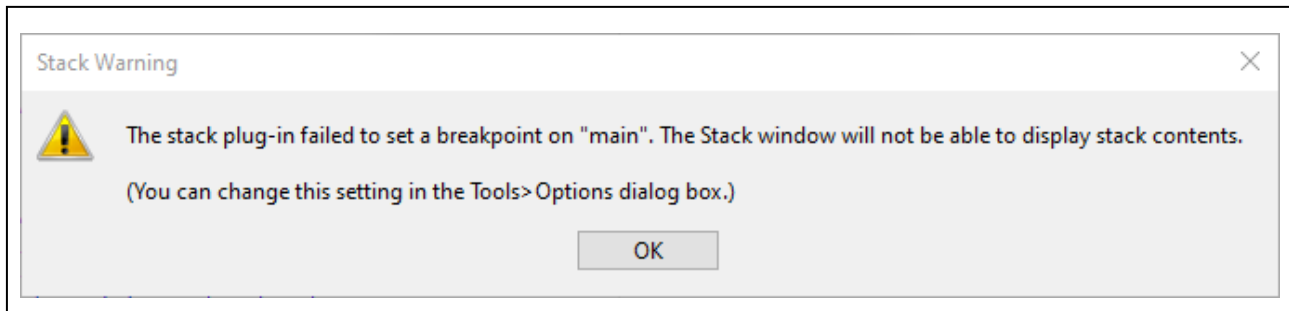 Stack Warning
The stack plug-in failed to set a breakpoint on "main". The Stack window will not be able to display stack contents.
(You can change this setting in the Tools>Options dialog box.)
OK